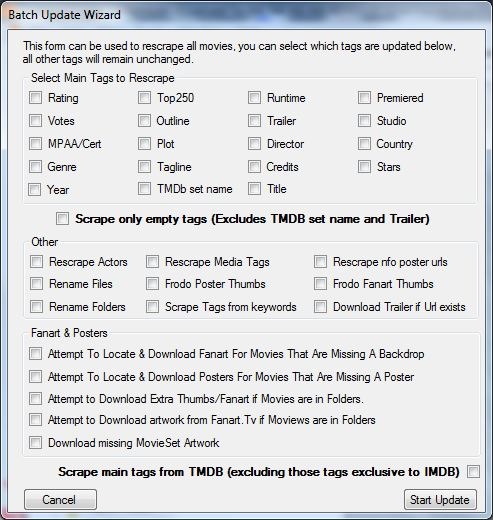 Batch Update Wizard
This form can be used to rescrape all movies, you can select which tags are updated below,
all other tags will remain unchanged.
Select Main Tags to Rescrape
Rating Top250 Runtime Premiered
Votes Outline Trailer Studio
MPAA/Cert Plot Director Country
Genre Tagline Credits Stars
Year TMDb set name Title
Scrape only empty tags (Excludes TMDB set name and Trailer)
Other
Rescrape Actors Rescrape Media Tags Rescrape nfo poster urls
Rename Files Frodo Poster Thumbs Frodo Fanart Thumbs
Rename Folders Scrape Tags from keywords Download Trailer if Url exists
Fanart & Posters
Attempt To Locate & Download Fanart For Movies That Are Missing A Backdrop
Attempt To Locate & Download Posters For Movies That Are Missing A Poster
Attempt to Download Extra Thumbs/Fanart if Movies are in Folders.
Attempt to Download artwork from Fanart.Tv if Moviews are in Folders
Download missing MovieSet Artwork
Scrape main tags from TMDB (excluding those tags exclusive to IMDB)
Cancel Start Update